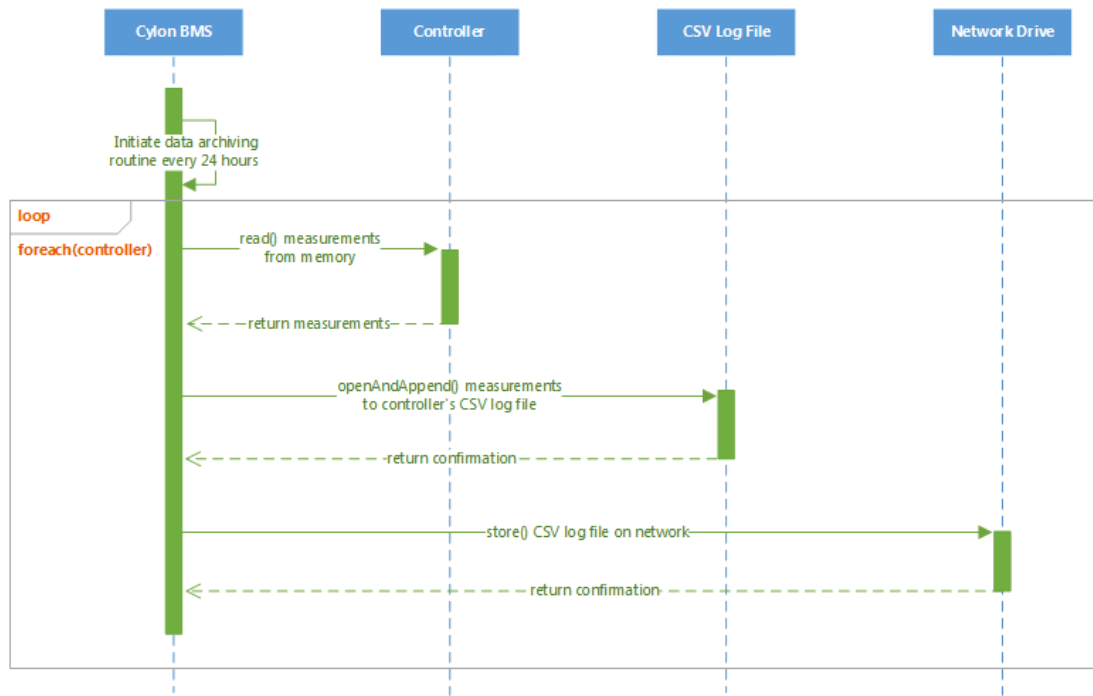 Cylon BMS
Controller
CSV Log File
Network Drive
Initiate data archiving
routine every 24 hours
loop
foreach(controller)
read() measurements
from memory
return measurements
openAndAppend() measurements
to controller's CSV log file
return confirmation
store() CSV log file on network
return confirmation